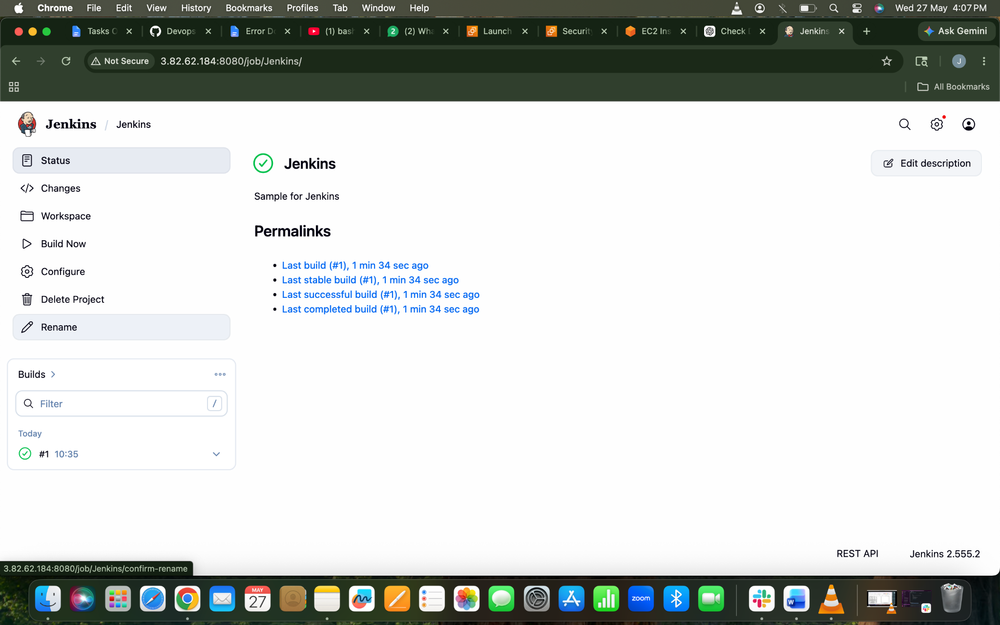 Chrome File Edit View History Bookmarks Profiles Tab Window Help Wed 27 May 4:07 PM
Tasks O Devops Error D (1) bash 2 (2) Wha Launch Security EC2 Ins Check Jenkins Ask Gemini
Not Secure 3.82.62.184:8080/job/Jenkins/ J
All Bookmarks
Jenkins / Jenkins
Status
Changes
Workspace
Build Now
Configure
Delete Project
Rename
Jenkins
Edit description
Sample for Jenkins
Permalinks
Last build (#1), 1 min 34 sec ago
Last stable build (#1), 1 min 34 sec ago
Last successful build (#1), 1 min 34 sec ago
Last completed build (#1), 1 min 34 sec ago
Builds
Filter /
Today
#1 10:35
REST API Jenkins 2.555.2
3.82.62.184:8080/job/Jenkins/confirm-rename
MAY
27
zoom
W